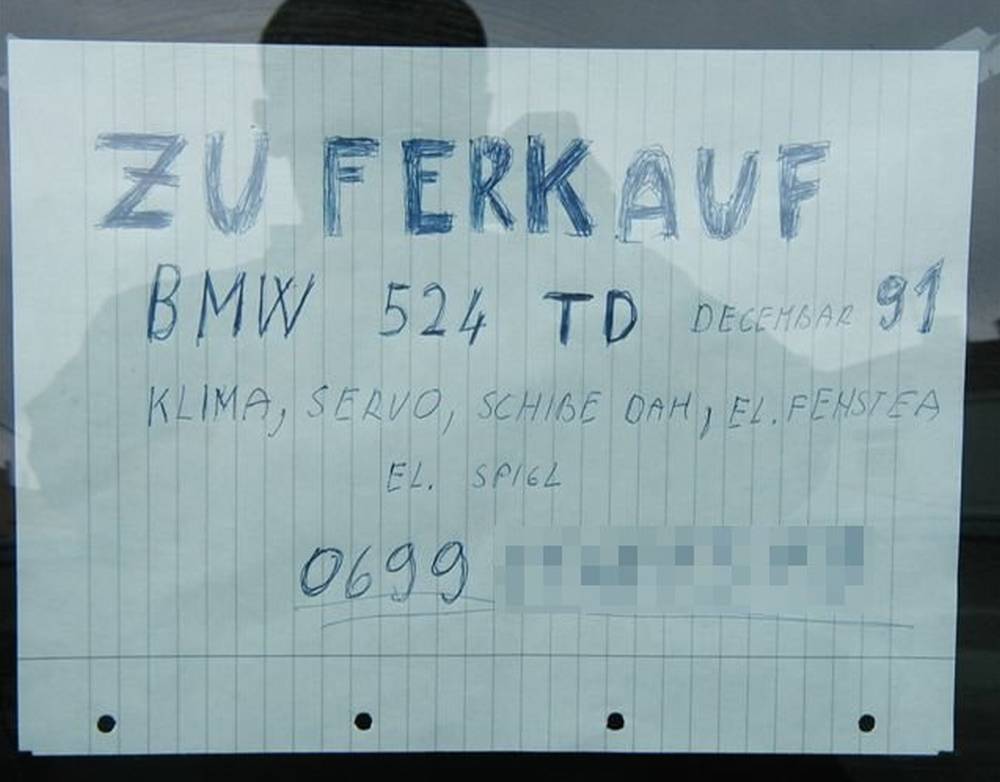 ZU FERKAUF
BMW 524 TD DECEMBAR 91
KLIMA, SERVO, SCHIBE DAH, EL. FENSTEA
EL. SPIGL
0699